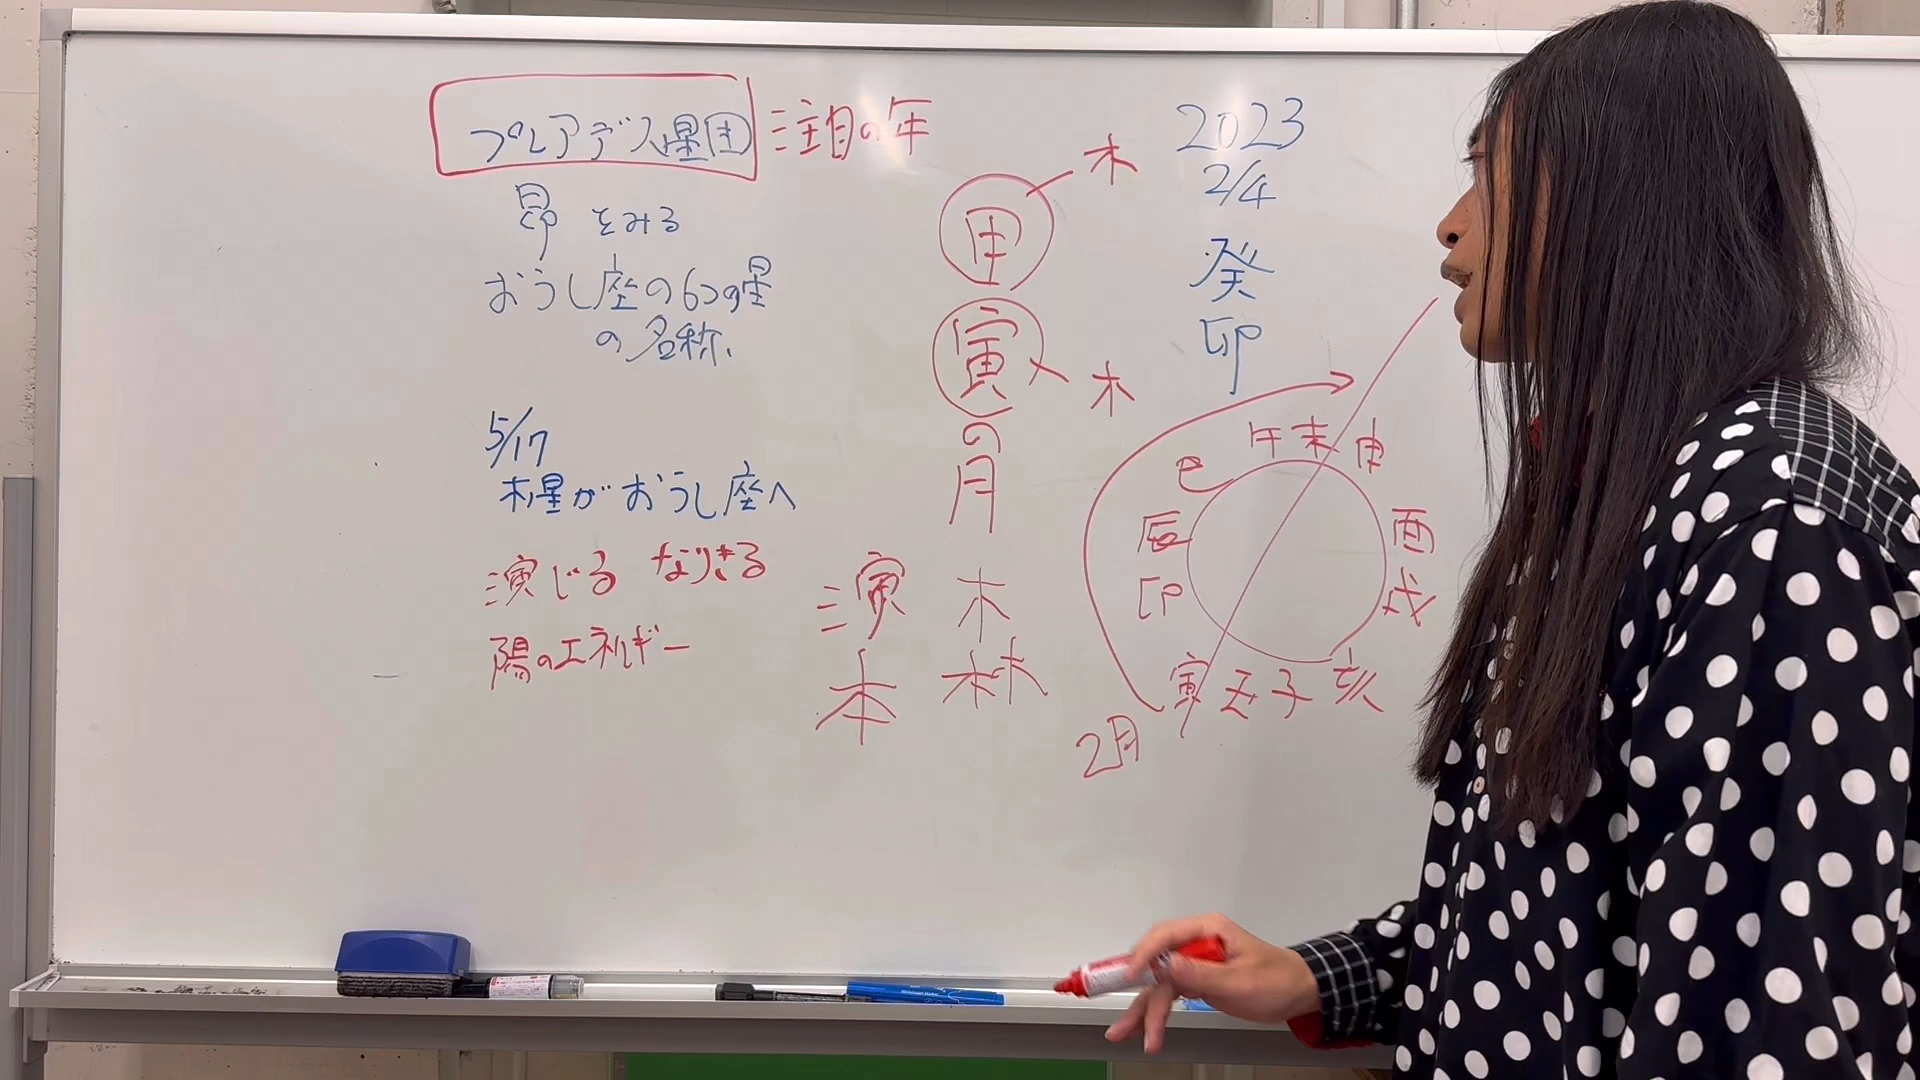 プレアデス星団 注目の年
昴をみる
おうし座の6つの星
の名称
5/17
木星がおうし座へ
演じる なりきる
陽のエネルギー
甲 木
寅 木
の
月
演 木
本 林
2023
2/4
癸
卯
午 未 申
巳
辰 酉
卯 戌
寅 丑 子 亥
2月